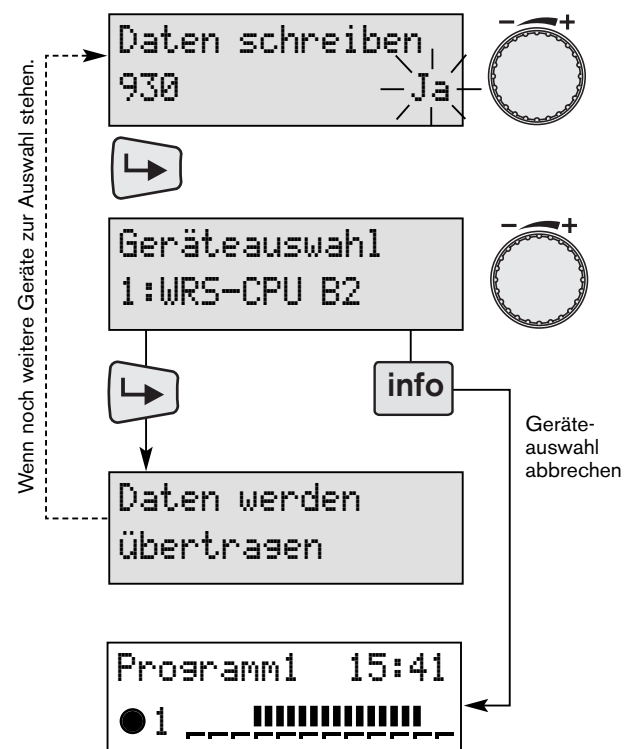 Daten schreiben
930 Ja
- +
Wenn noch weitere Geräte zur Auswahl stehen.
Geräteauswahl
1:WRS-CPU B2
- +
info
Geräte-
auswahl
abbrechen
Daten werden
übertragen
Programm1 15:41
1